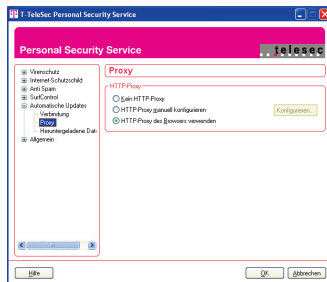 T-TeleSec Personal Security Service
Personal Security Service
telesec
Virenschutz
Internet-Schutzschild
Anti Spam
SurfControl
Automatische Updates
Verbindung
Proxy
Heruntergeladene Dati
Allgemein
Proxy
HTTP-Proxy
Kein HTTP-Proxy
HTTP-Proxy manuell konfigurieren
Konfigurieren...
HTTP-Proxy des Browsers verwenden
Hilfe
OK
Abbrechen